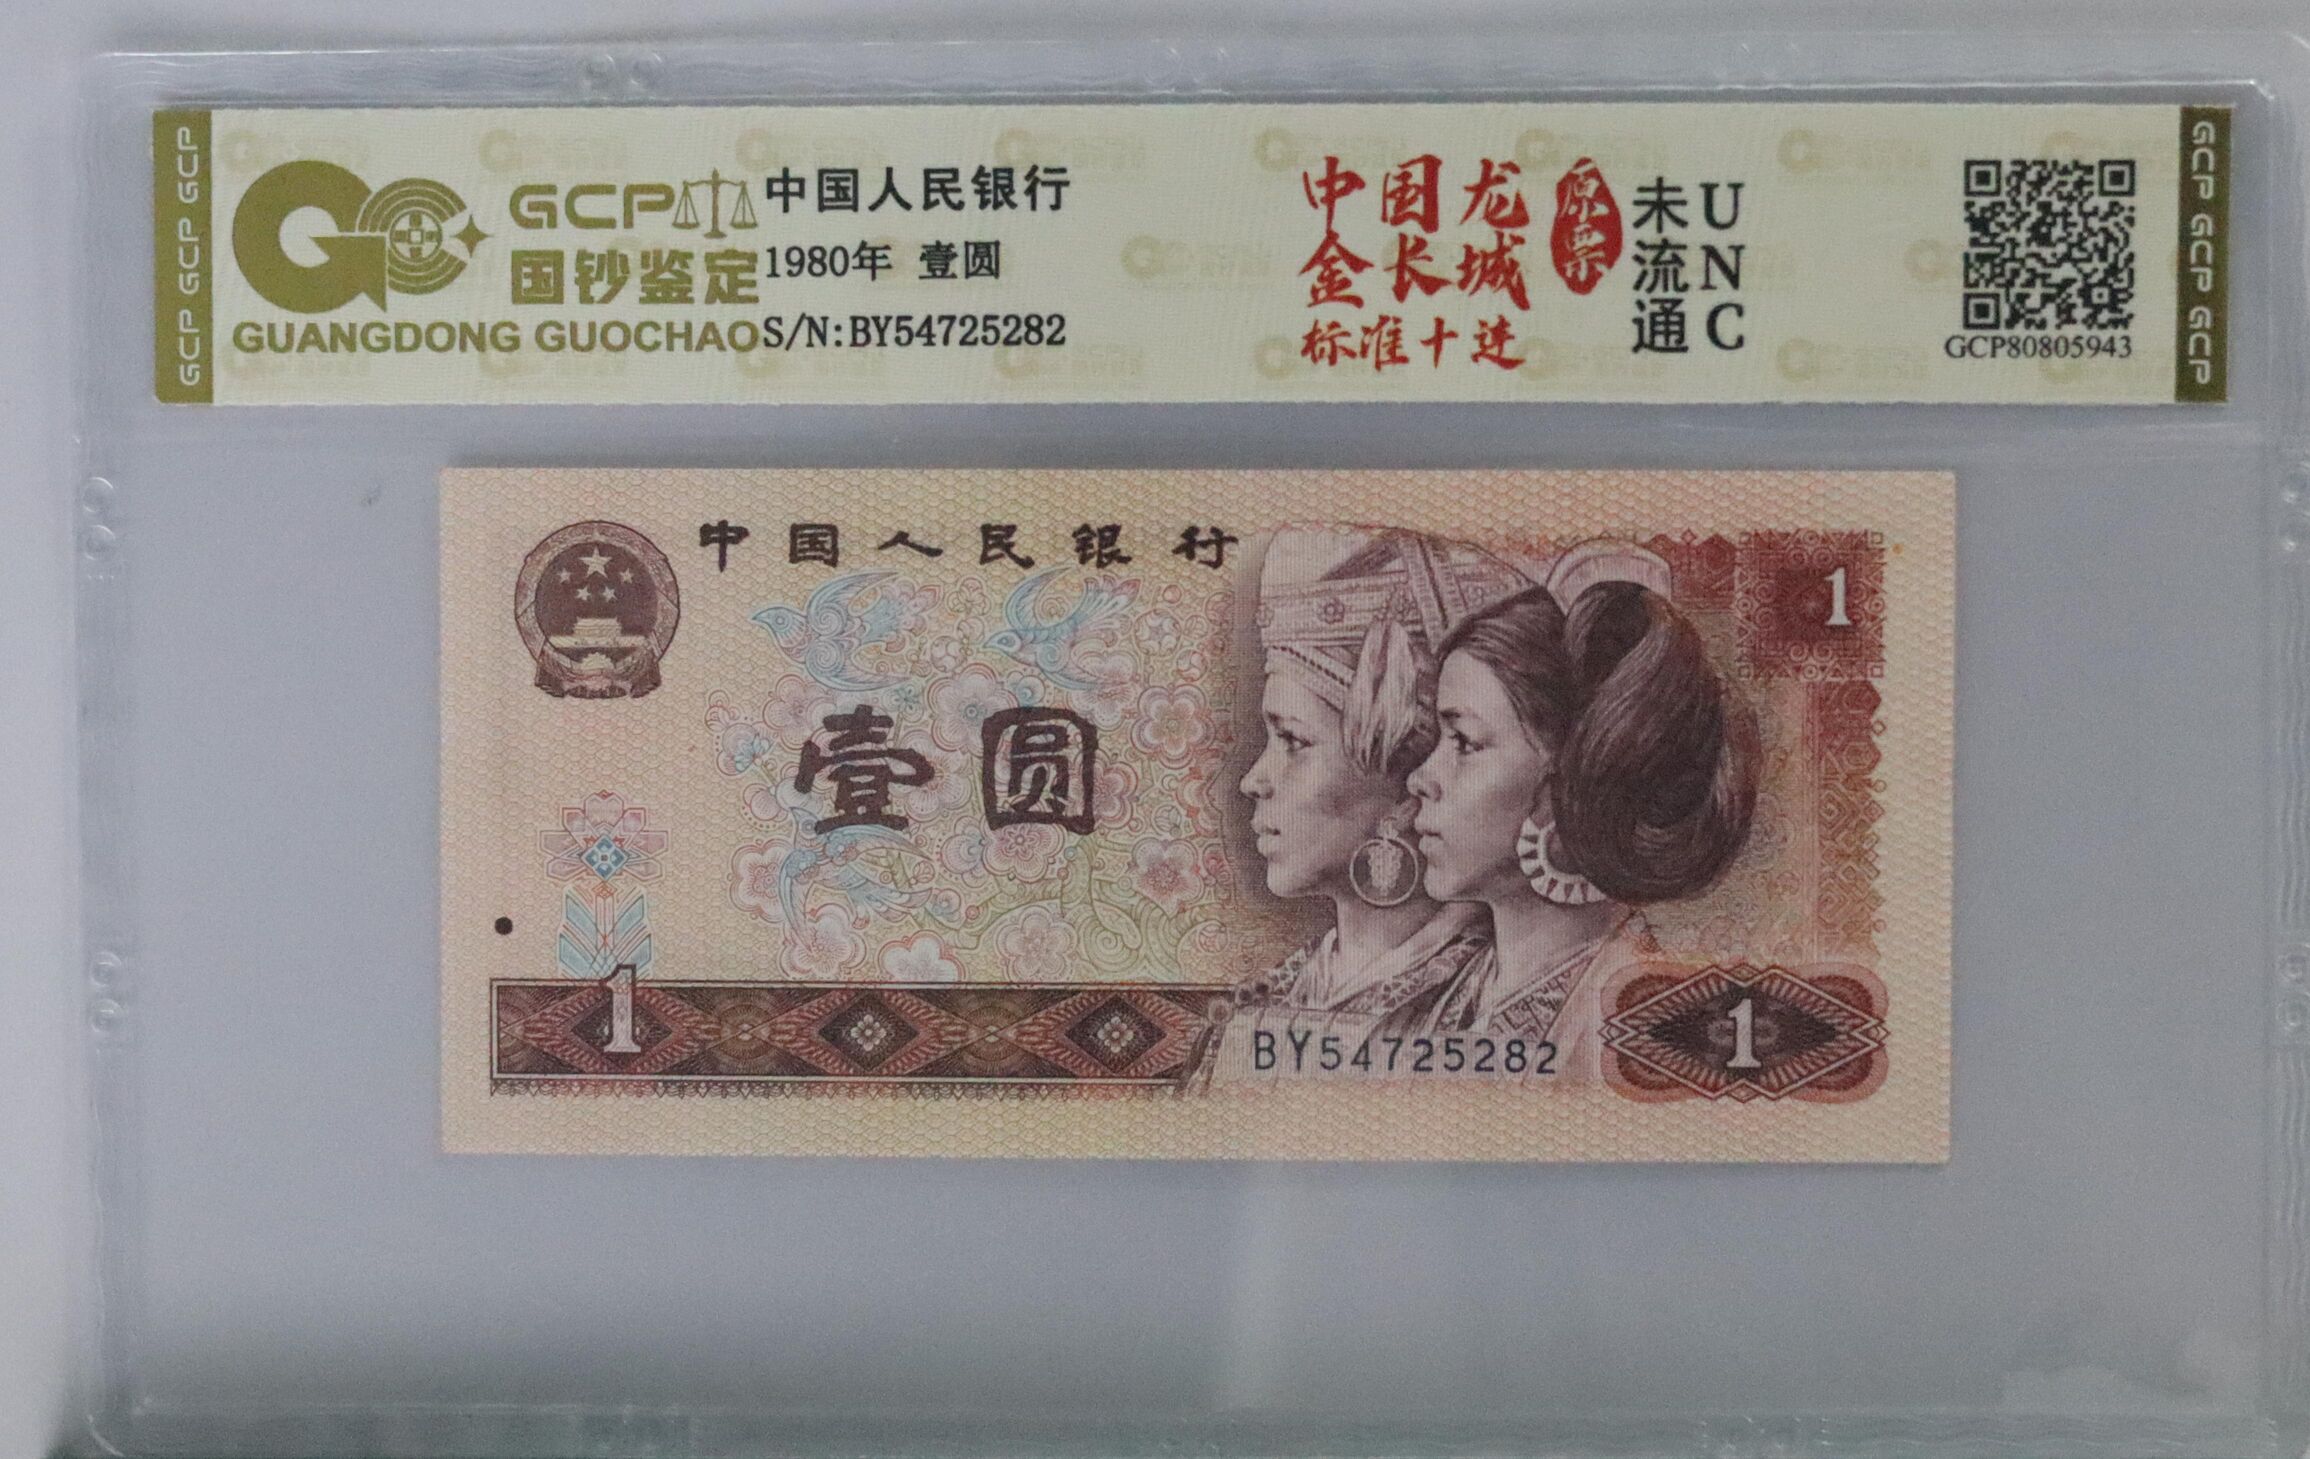 GCP GCP GCP
GCP
国钞鉴定
GUANGDONG GUOCHAO
中国人民银行
1980年 壹圆
S/N:BY54725282
中国龙
金长城
标准十连
原票
未流通
UNC
GCP80805943
GCP GCP GCP
中国人民银行
1
壹圆
1
BY54725282
1